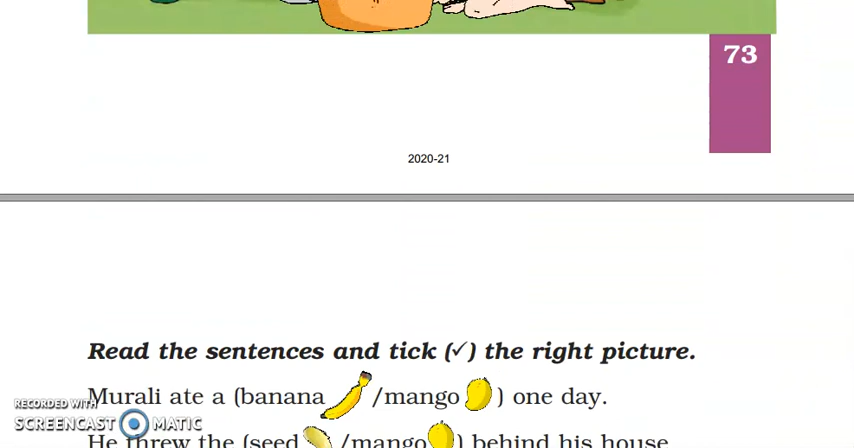 73
2020-21
Read the sentences and tick (✓) the right picture.
Murali ate a (banana /mango ) one day.
RECORDED WITH
SCREENCAST MATIC
He threw the (seed /mango ) behind his house